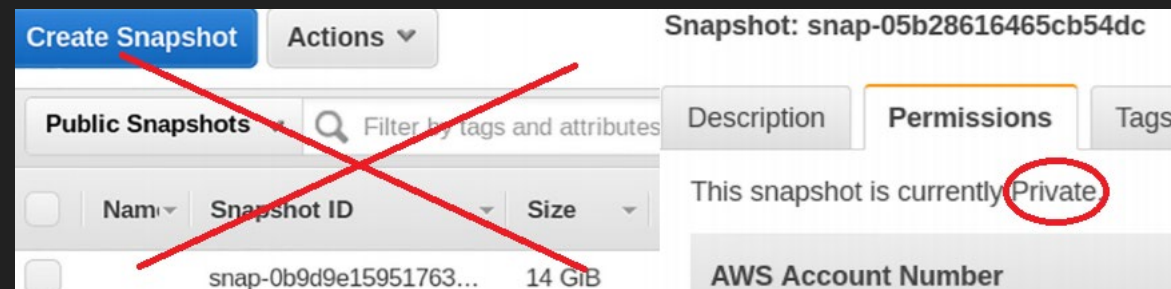 Create Snapshot Actions
Public Snapshots Filter by tags and attributes
Name Snapshot ID Size
snap-0b9d9e15951763... 14 GiB
Snapshot: snap-05b28616465cb54dc
Description Permissions Tags
This snapshot is currently Private.
AWS Account Number